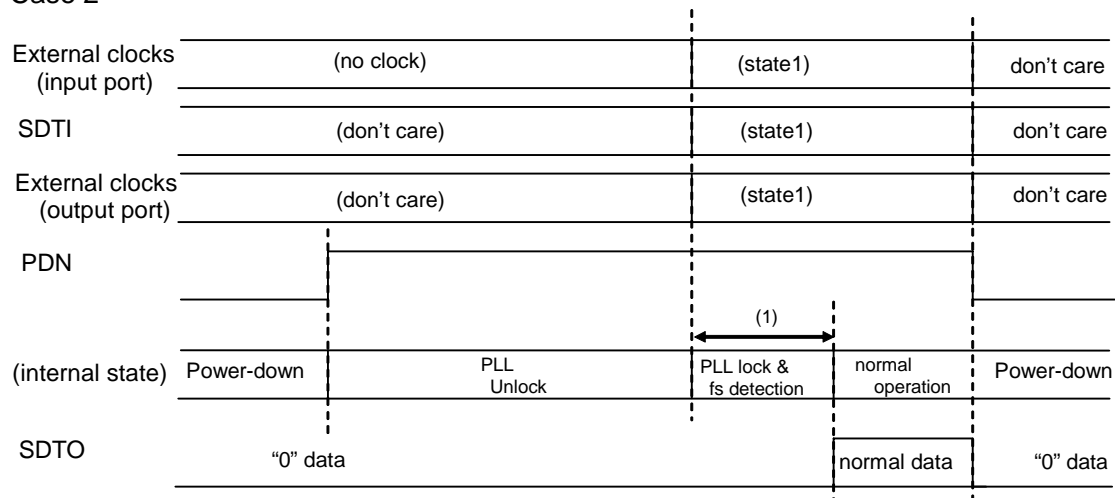 Case 2
External clocks
(input port)
(no clock)
(state1)
don't care
SDTI
(don't care)
(state1)
don't care
External clocks
(output port)
(don't care)
(state1)
don't care
PDN
(1)
(internal state)
Power-down
PLL
Unlock
PLL lock &
fs detection
normal
operation
Power-down
SDTO
“0” data
normal data
“0” data